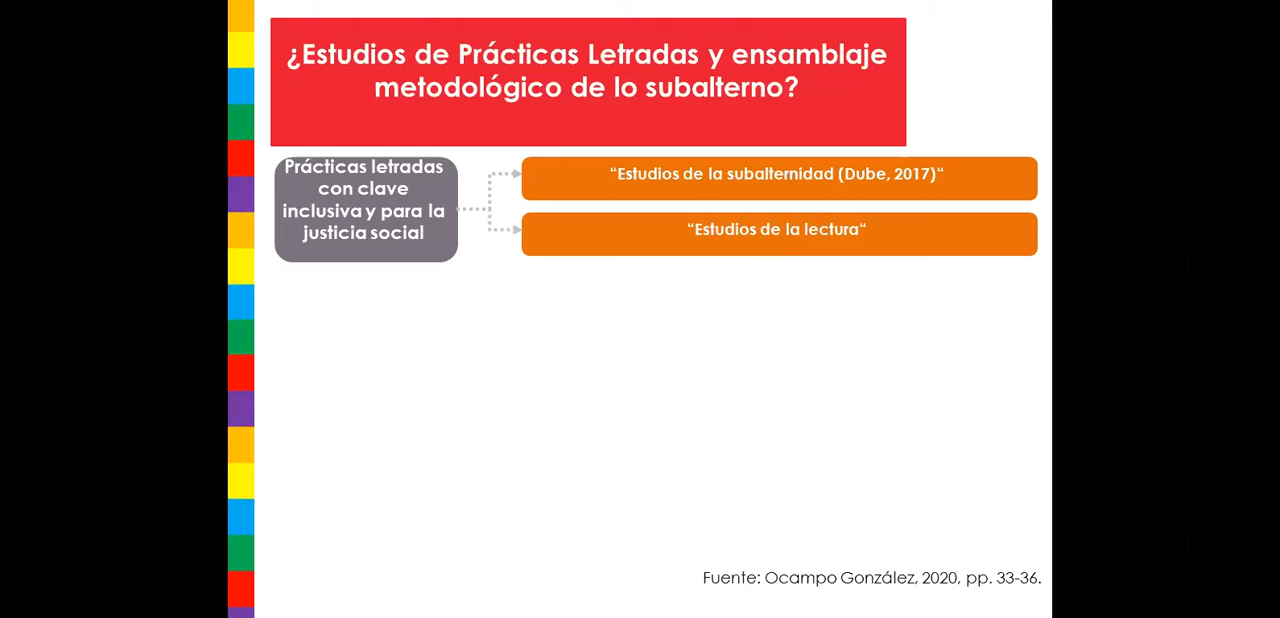 ¿Estudios de Prácticas Letradas y ensamblaje
metodológico de lo subalterno?
Prácticas letradas
con clave
inclusiva y para la
justicia social
“Estudios de la subalternidad (Dube, 2017)“
“Estudios de la lectura“
Fuente: Ocampo González, 2020, pp. 33-36.